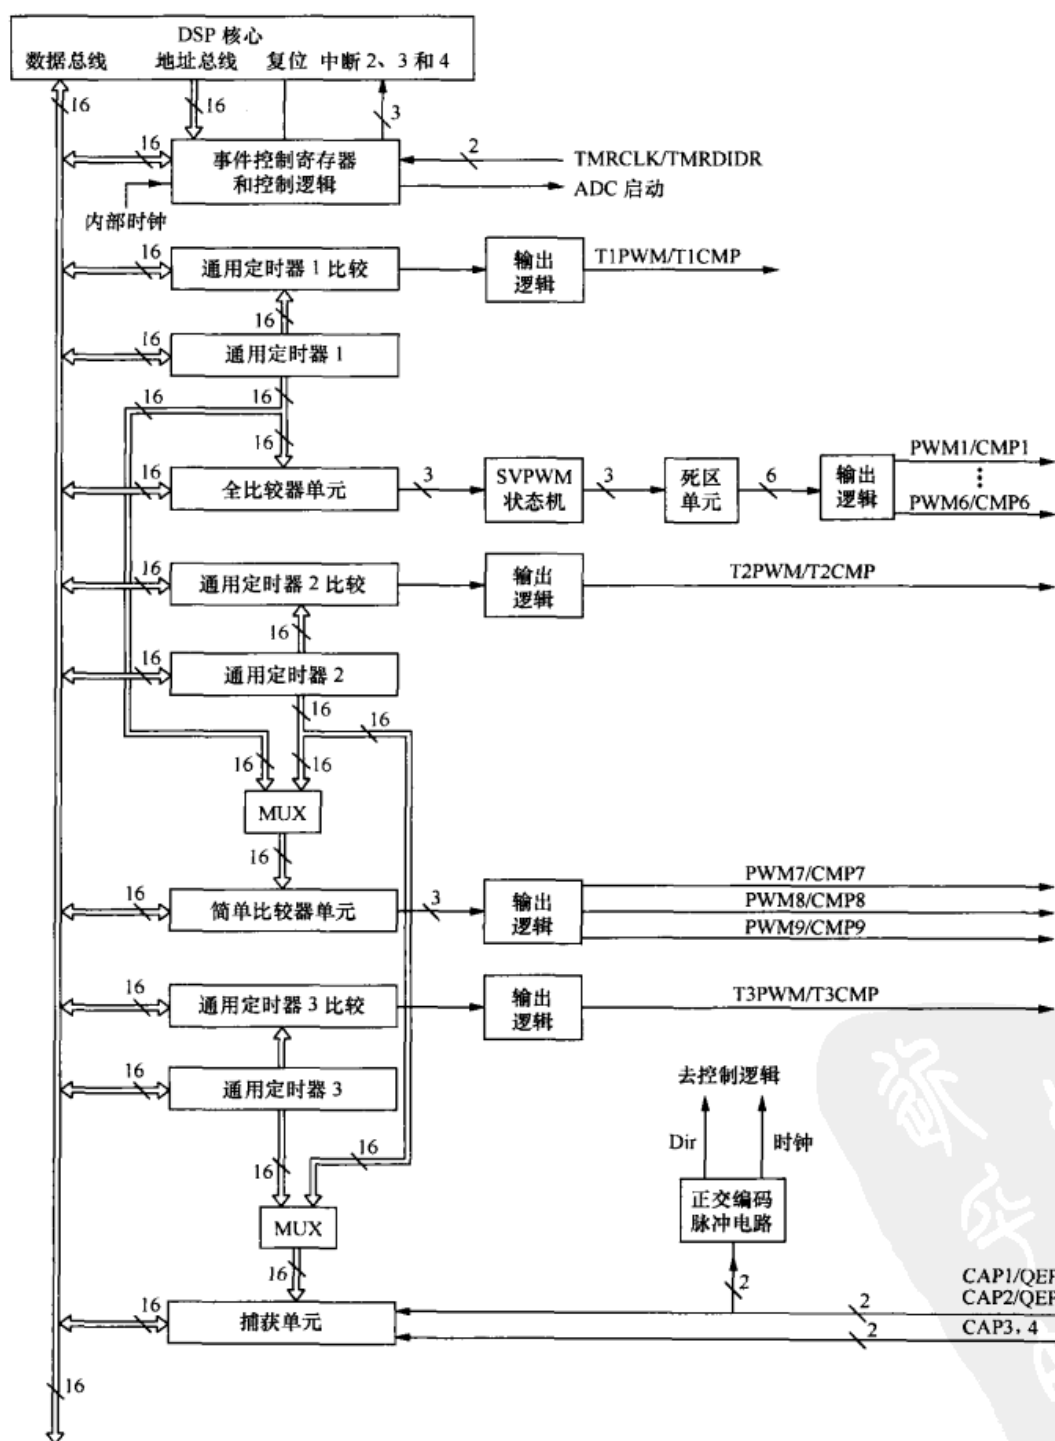 DSP 核心
数据总线 地址总线 复位 中断 2、3 和 4
16 16 3
16
事件控制寄存器
和控制逻辑
2 TMRCLK/TMRDIDR
ADC 启动
内部时钟
16
通用定时器 1 比较
输出
逻辑
T1PWM/T1CMP
16
16
通用定时器 1
16 16
16
16
全比较器单元
3
SVPWM
状态机
3
死区
单元
6
输出
逻辑
PWM1/CMP1
PWM6/CMP6
16
通用定时器 2 比较
输出
逻辑
T2PWM/T2CMP
16
16
通用定时器 2
16 16
16 16
MUX
16
16
简单比较器单元
3
输出
逻辑
PWM7/CMP7
PWM8/CMP8
PWM9/CMP9
16
通用定时器 3 比较
输出
逻辑
T3PWM/T3CMP
16
通用定时器 3
去控制逻辑
Dir 时钟
16 16
正交编码
脉冲电路
MUX
16
2
CAP1/QEP
CAP2/QEP
16
捕获单元
2
2
CAP3，4
16